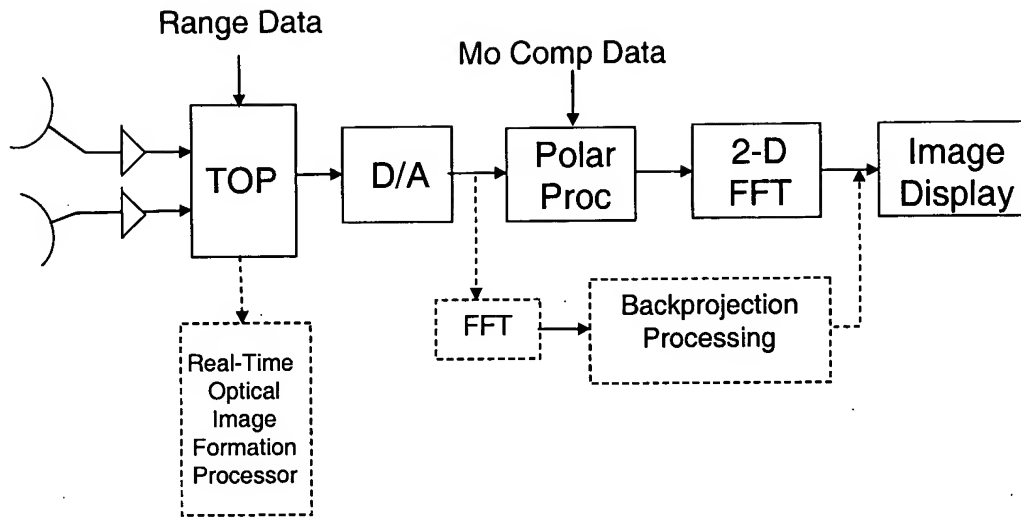 Range Data
Mo Comp Data
TOP
D/A
Polar
Proc
2-D
FFT
Image
Display
FFT
Backprojection
Processing
Real-Time
Optical
Image
Formation
Processor